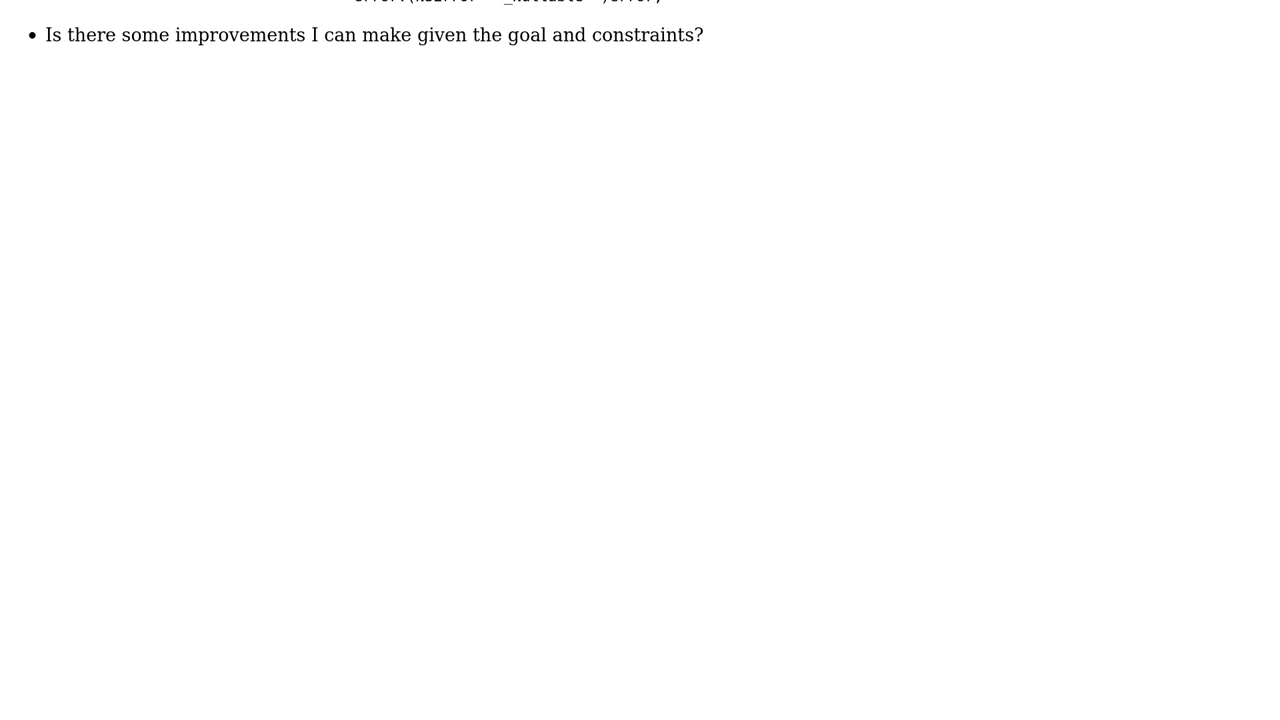 Is there some improvements I can make given the goal and constraints?